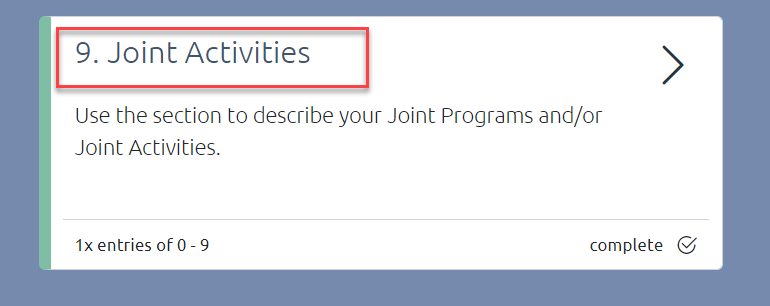 9. Joint Activities
Use the section to describe your Joint Programs and/or
Joint Activities.
1x entries of 0 - 9
complete